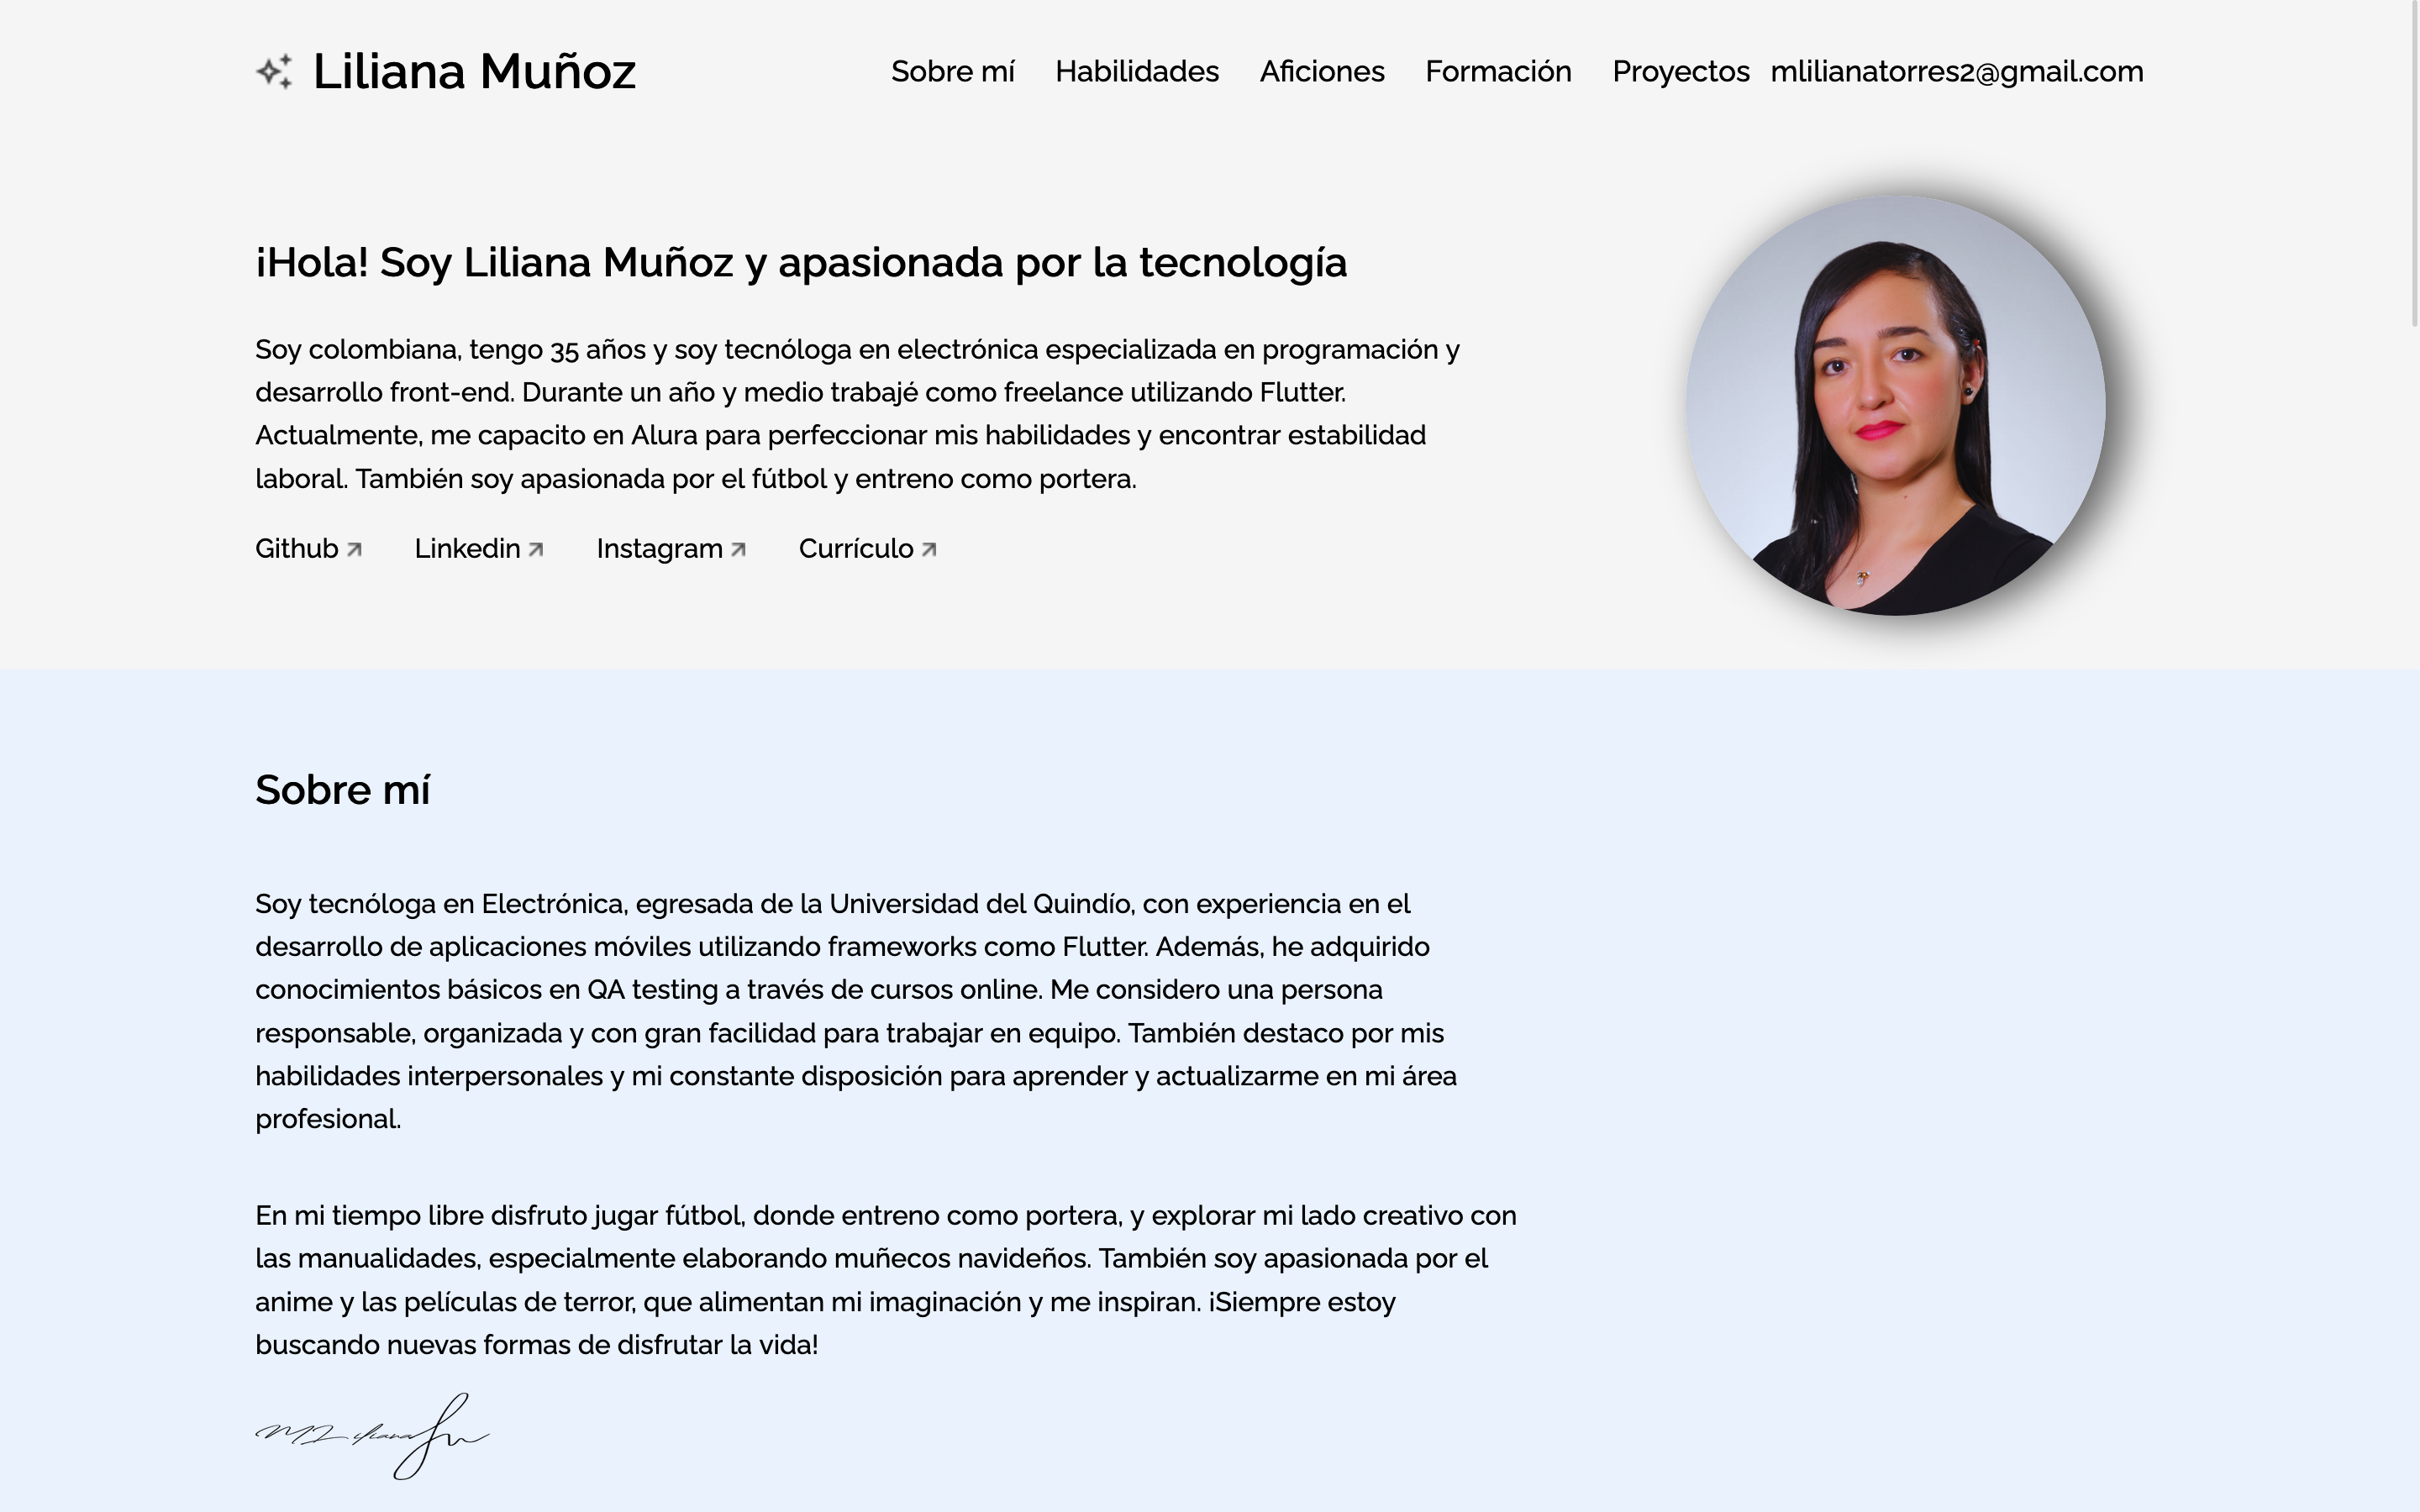 Liliana Muñoz
Sobre mí Habilidades Aficiones Formación Proyectos mlilianatorres2@gmail.com
¡Hola! Soy Liliana Muñoz y apasionada por la tecnología
Soy colombiana, tengo 35 años y soy tecnóloga en electrónica especializada en programación y
desarrollo front-end. Durante un año y medio trabajé como freelance utilizando Flutter.
Actualmente, me capacito en Alura para perfeccionar mis habilidades y encontrar estabilidad
laboral. También soy apasionada por el fútbol y entreno como portera.
Github Linkedin Instagram Currículo
Sobre mí
Soy tecnóloga en Electrónica, egresada de la Universidad del Quindío, con experiencia en el
desarrollo de aplicaciones móviles utilizando frameworks como Flutter. Además, he adquirido
conocimientos básicos en QA testing a través de cursos online. Me considero una persona
responsable, organizada y con gran facilidad para trabajar en equipo. También destaco por mis
habilidades interpersonales y mi constante disposición para aprender y actualizarme en mi área
profesional.
En mi tiempo libre disfruto jugar fútbol, donde entreno como portera, y explorar mi lado creativo con
las manualidades, especialmente elaborando muñecos navideños. También soy apasionada por el
anime y las películas de terror, que alimentan mi imaginación y me inspiran. ¡Siempre estoy
buscando nuevas formas de disfrutar la vida!